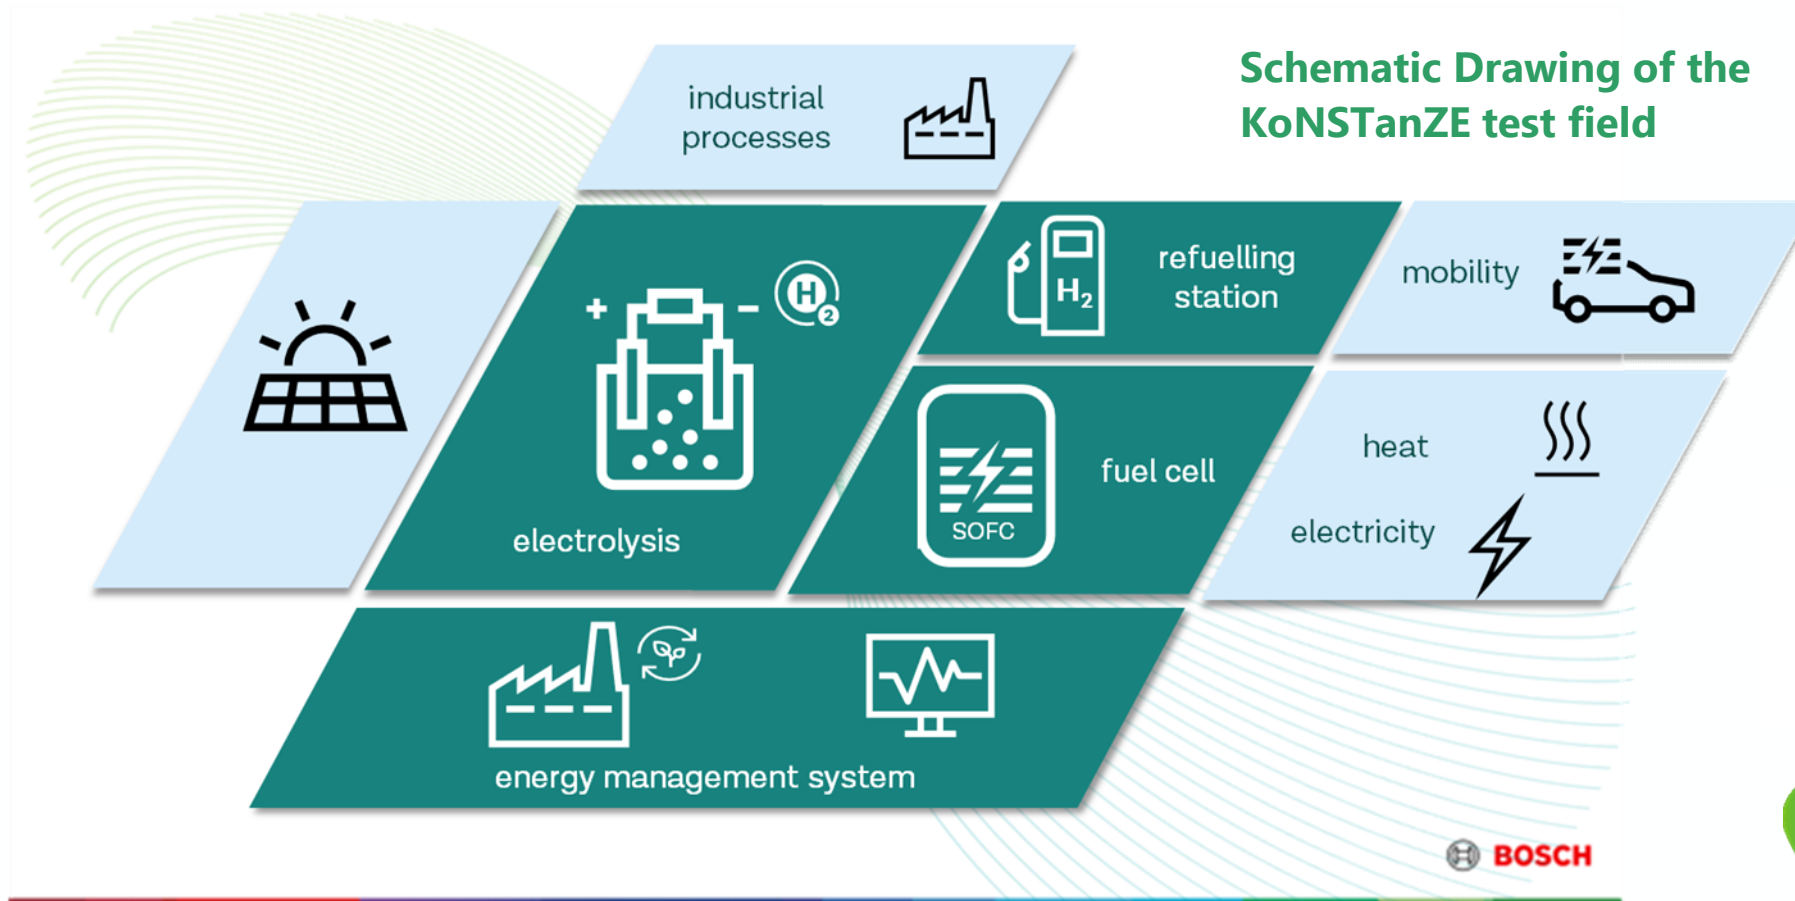 Schematic Drawing of the
KoNSTanZE test field
industrial
processes
+
–
H2
electrolysis
H2
refuelling
station
mobility
SOFC
fuel cell
heat
electricity
energy management system
BOSCH